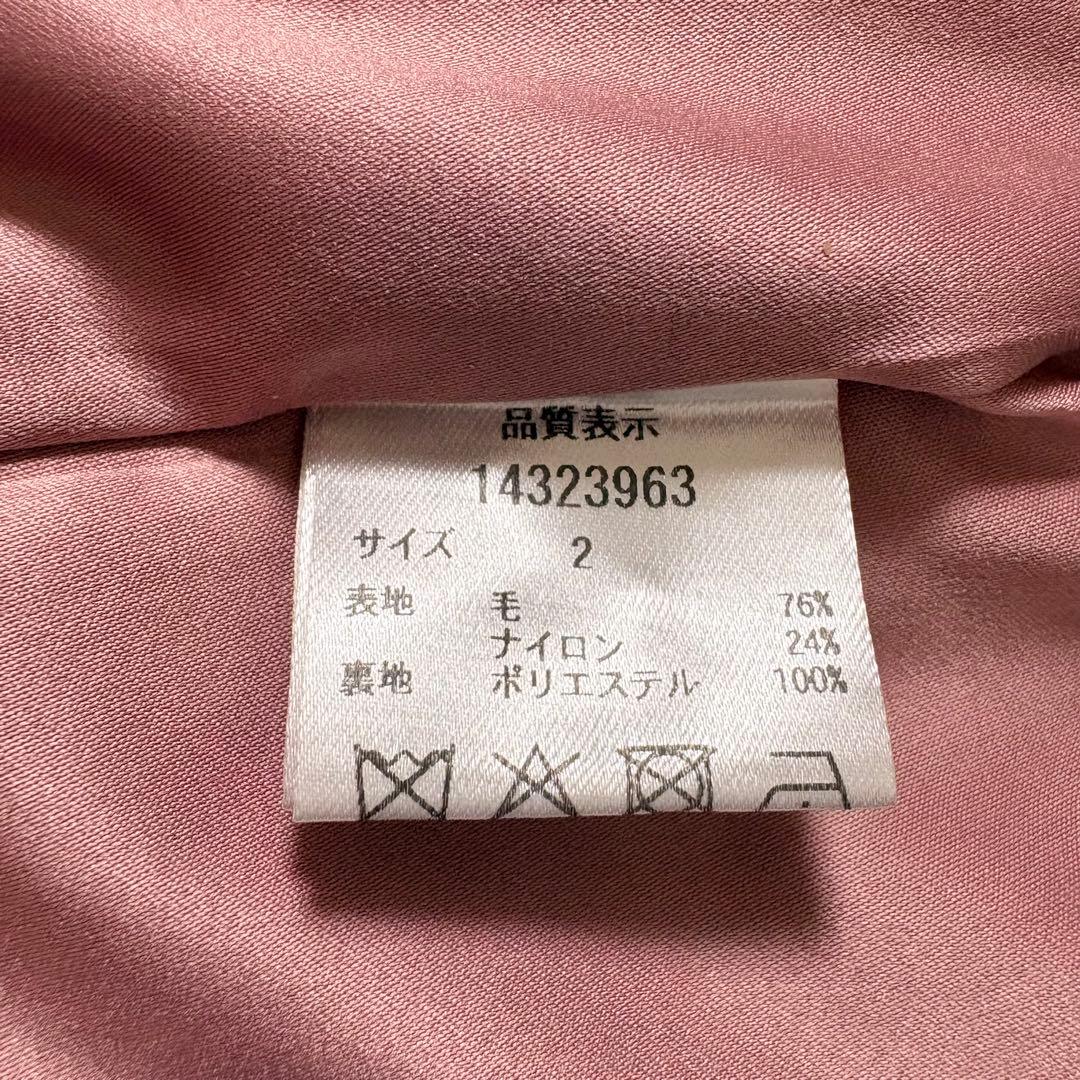 品質表示
14323963
サイズ 2
表地 毛 76%
ナイロン 24%
裏地 ポリエステル 100%